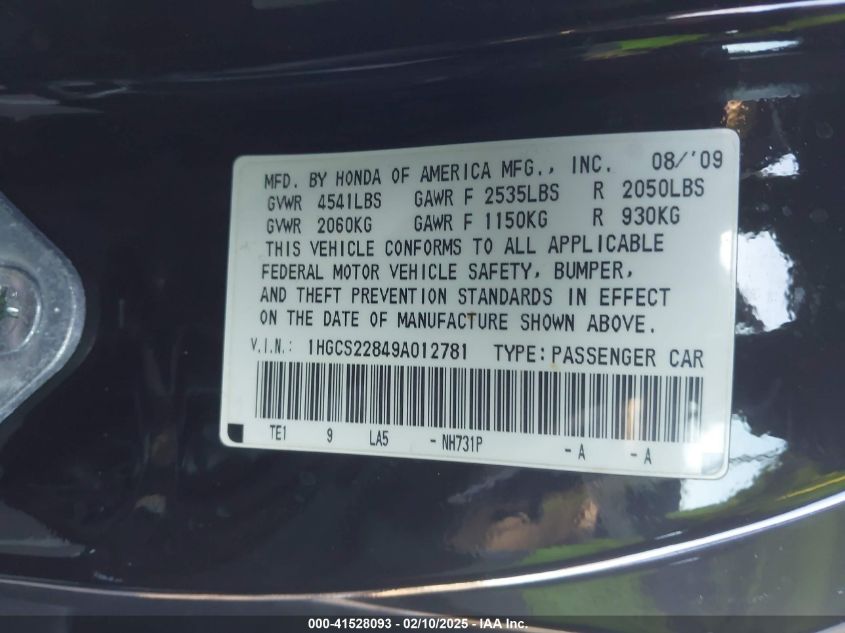 MFD. BY HONDA OF AMERICA MFG., INC. 08/'09
GVWR 4541LBS GAWR F 2535LBS R 2050LBS
GVWR 2060KG GAWR F 1150KG R 930KG
THIS VEHICLE CONFORMS TO ALL APPLICABLE
FEDERAL MOTOR VEHICLE SAFETY, BUMPER,
AND THEFT PREVENTION STANDARDS IN EFFECT
ON THE DATE OF MANUFACTURE SHOWN ABOVE.
V.I.N.: 1HGCS22849A012781 TYPE: PASSENGER CAR
TE1 9 LA5 -NH731P -A -A
000-41528093 — 02/10/2025 — IAA Inc.